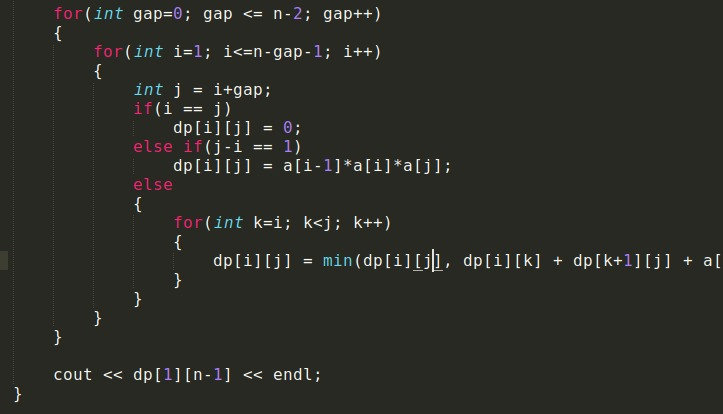 for(int gap=0; gap <= n-2; gap++)
{
for(int i=1; i<=n-gap-1; i++)
{
int j = i+gap;
if(i == j)
dp[i][j] = 0;
else if(j-i == 1)
dp[i][j] = a[i-1]*a[i]*a[j];
else
{
for(int k=i; k<j; k++)
{
dp[i][j] = min(dp[i][j], dp[i][k] + dp[k+1][j] + a[
}
}
}
}
cout << dp[1][n-1] << endl;
}